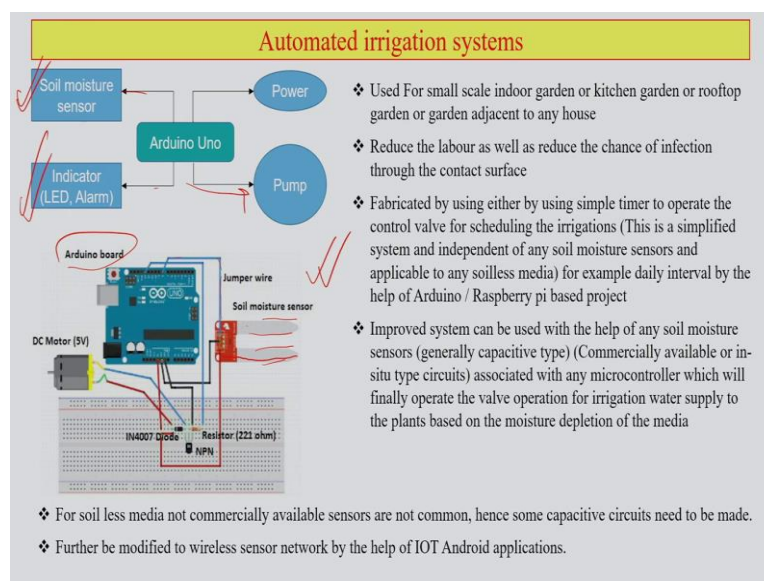 Automated irrigation systems
Soil moisture
sensor
Power
Arduino Uno
Indicator
(LED, Alarm)
Pump
Arduino board
Jumper wire
Soil moisture sensor
DC Motor (5V)
IN4007 Diode
Resistor (221 ohm)
NPN
❖ Used For small scale indoor garden or kitchen garden or rooftop
garden or garden adjacent to any house
❖ Reduce the labour as well as reduce the chance of infection
through the contact surface
❖ Fabricated by using either by using simple timer to operate the
control valve for scheduling the irrigations (This is a simplified
system and independent of any soil moisture sensors and
applicable to any soilless media) for example daily interval by the
help of Arduino / Raspberry pi based project
❖ Improved system can be used with the help of any soil moisture
sensors (generally capacitive type) (Commercially available or in-
situ type circuits) associated with any microcontroller which will
finally operate the valve operation for irrigation water supply to
the plants based on the moisture depletion of the media
❖ For soil less media not commercially available sensors are not common, hence some capacitive circuits need to be made.
❖ Further be modified to wireless sensor network by the help of IOT Android applications.